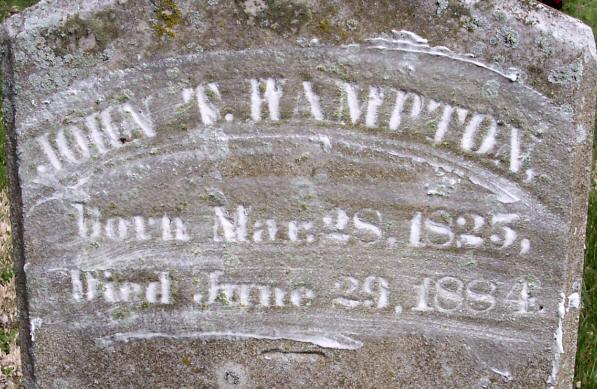 JOHN T. HAMPTON,
Born Mar. 28, 1825,
Died June 29, 1884